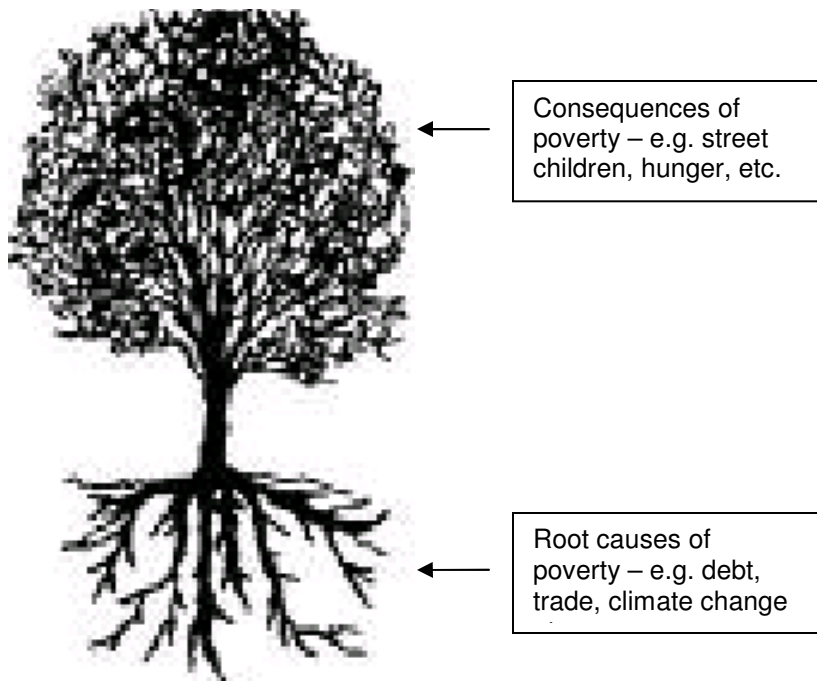 Consequences of
poverty – e.g. street
children, hunger, etc.
Root causes of
poverty – e.g. debt,
trade, climate change